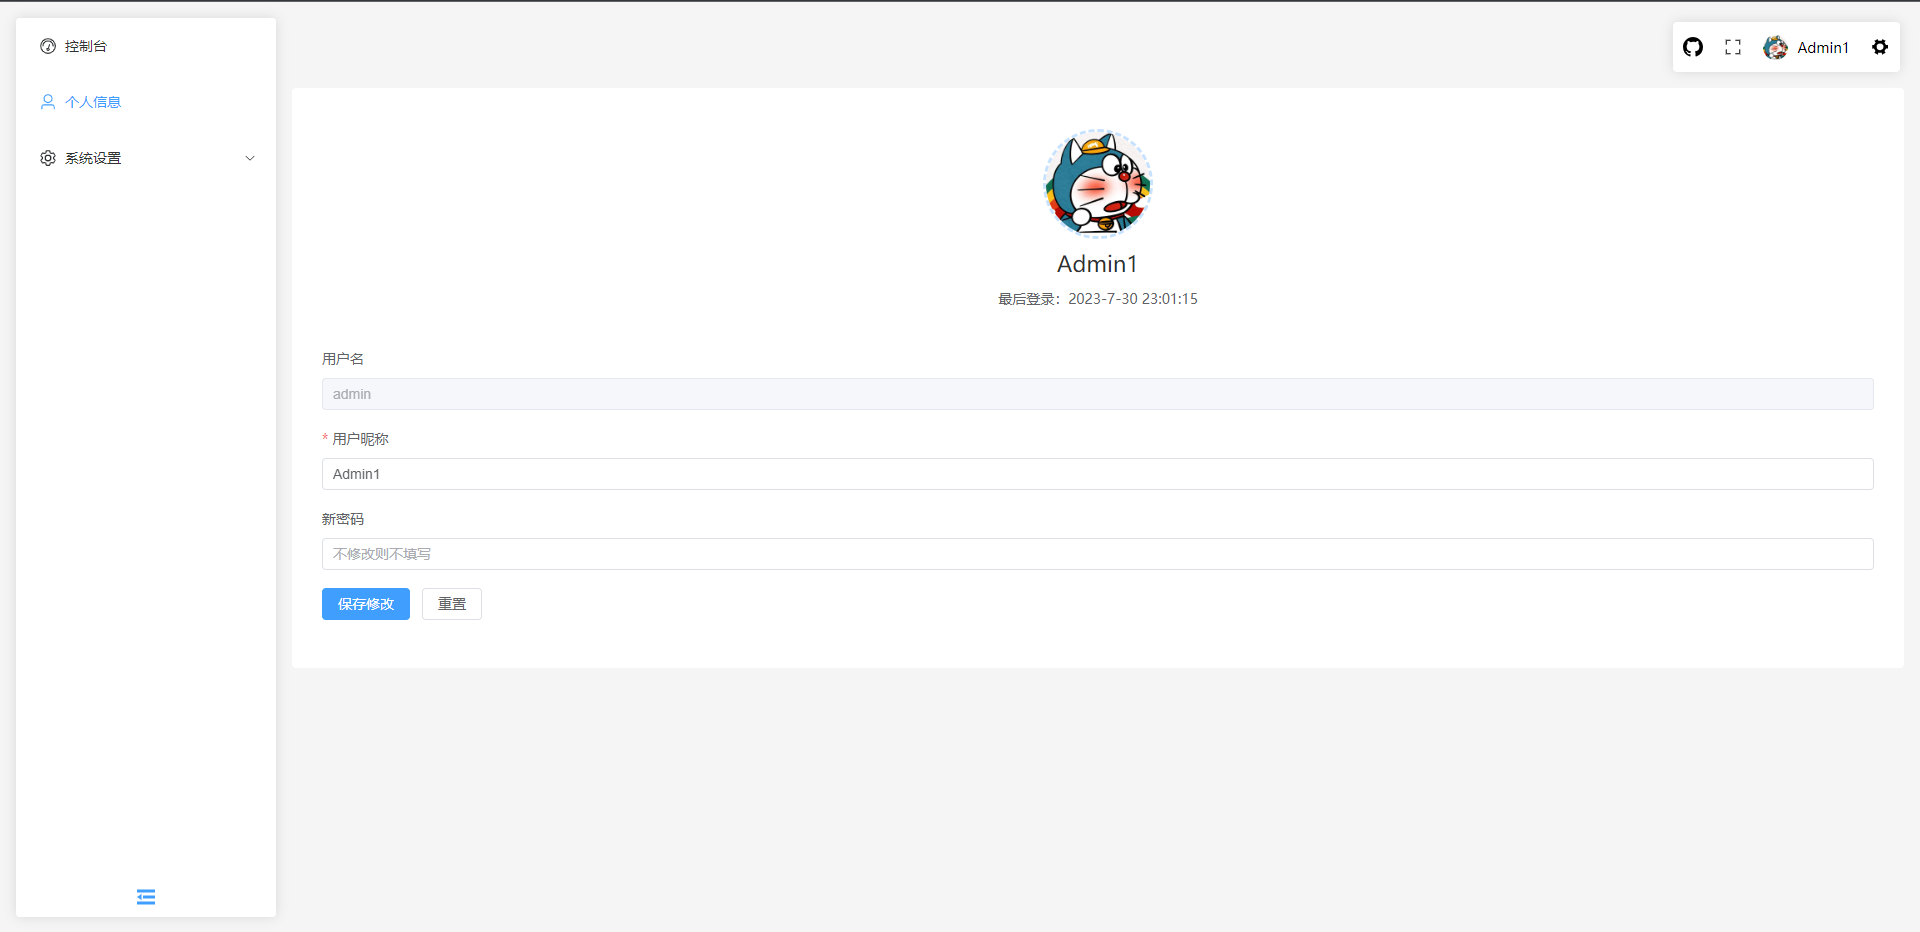 控制台
个人信息
系统设置
Admin1
Admin1
最后登录：2023-7-30 23:01:15
用户名
admin
* 用户昵称
Admin1
新密码
不修改则不填写
保存修改 重置